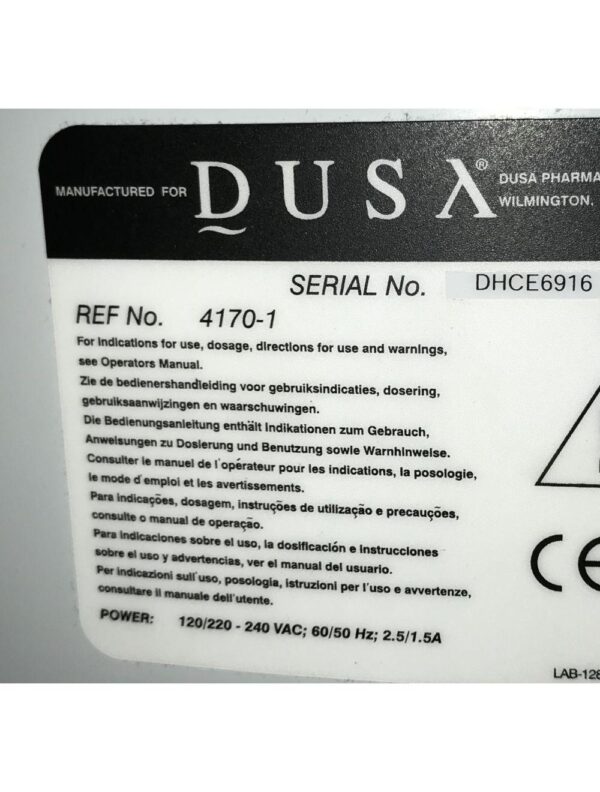 MANUFACTURED FOR DUSA® DUSA PHARMA
WILMINGTON,
SERIAL No. DHCE6916
REF No. 4170-1
For indications for use, dosage, directions for use and warnings,
see Operators Manual.
Zie de bedienershandleiding voor gebruiksindicaties, dosering,
gebruiksaanwijzingen en waarschuwingen.
Die Bedienungsanleitung enthält Indikationen zum Gebrauch,
Anweisungen zu Dosierung und Benutzung sowie Warnhinweise.
Consulter le manuel de l'opérateur pour les indications, la posologie,
le mode d'emploi et les avertissements.
Para indicações, dosagem, instruções de utilização e precauções,
consulte o manual de operação.
Para indicaciones sobre el uso, la dosificación e instrucciones
sobre el uso y advertencias, ver el manual del usuario.
Per indicazioni sull'uso, posologia, istruzioni per l'uso e avvertenze,
consultare il manuale dell'utente.
POWER: 120/220 - 240 VAC; 60/50 Hz; 2.5/1.5A
CE
LAB-128